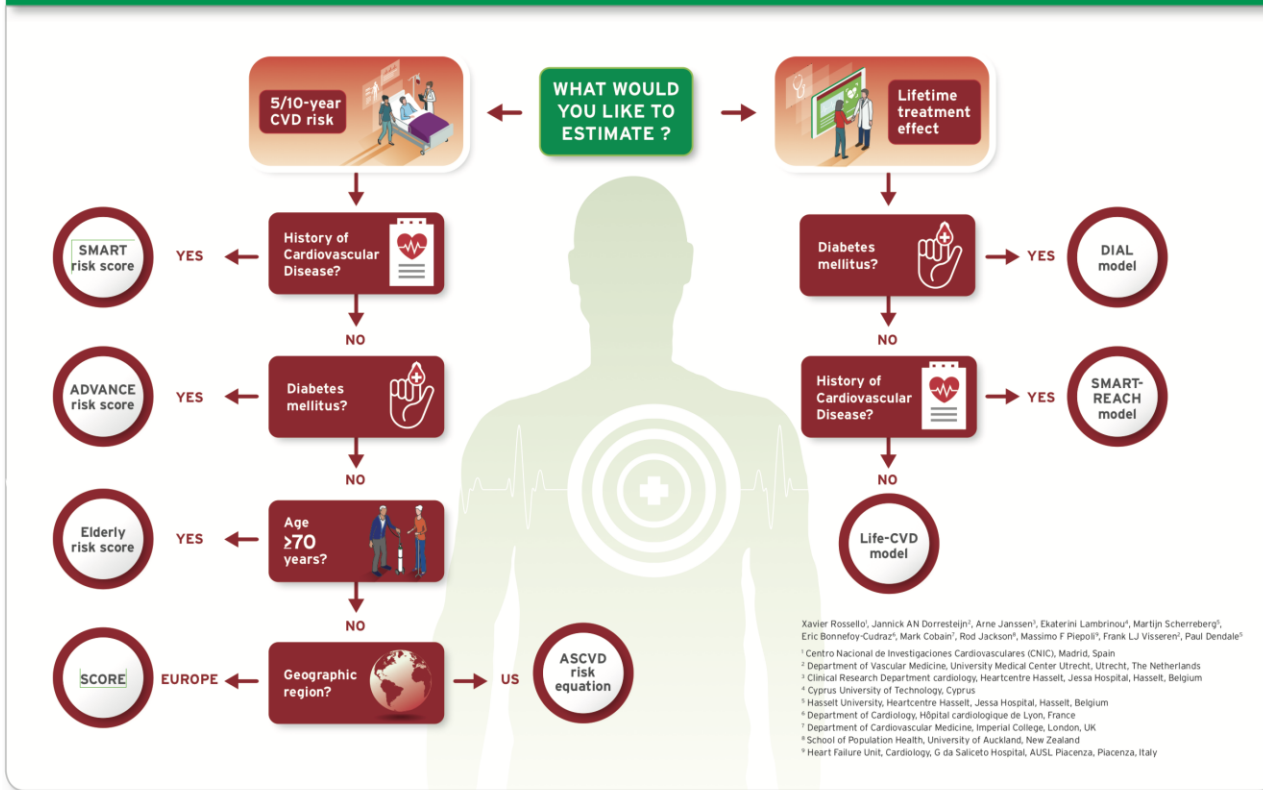 WHAT WOULD
YOU LIKE TO
ESTIMATE ?
5/10-year
CVD risk
History of
Cardiovascular
Disease?
YES
SMART
risk score
NO
Diabetes
mellitus?
YES
ADVANCE
risk score
NO
Age
≥70
years?
YES
Elderly
risk score
NO
Geographic
region?
EUROPE
SCORE
US
ASCVD
risk
equation
Lifetime
treatment
effect
Diabetes
mellitus?
YES
DIAL
model
NO
History of
Cardiovascular
Disease?
YES
SMART-
REACH
model
NO
Life-CVD
model
Xavier Rossello¹, Jannick AN Dorresteijn², Arne Janssen³, Ekaterini Lambrinou⁴, Martijn Scherrenberg⁵,
Eric Bonnefoy-Cudraz⁶, Mark Cobain⁷, Rod Jackson⁸, Massimo F Piepoli⁹, Frank LJ Visseren², Paul Dendale⁵
¹ Centro Nacional de Investigaciones Cardiovasculares (CNIC), Madrid, Spain
² Department of Vascular Medicine, University Medical Center Utrecht, Utrecht, The Netherlands
³ Clinical Research Department cardiology, Heartcentre Hasselt, Jessa Hospital, Hasselt, Belgium
⁴ Cyprus University of Technology, Cyprus
⁵ Hasselt University, Heartcentre Hasselt, Jessa Hospital, Hasselt, Belgium
⁶ Department of Cardiology, Hôpital cardiologique de Lyon, France
⁷ Department of Cardiovascular Medicine, Imperial College, London, UK
⁸ School of Population Health, University of Auckland, New Zealand
⁹ Heart Failure Unit, Cardiology, G da Saliceto Hospital, AUSL Piacenza, Piacenza, Italy